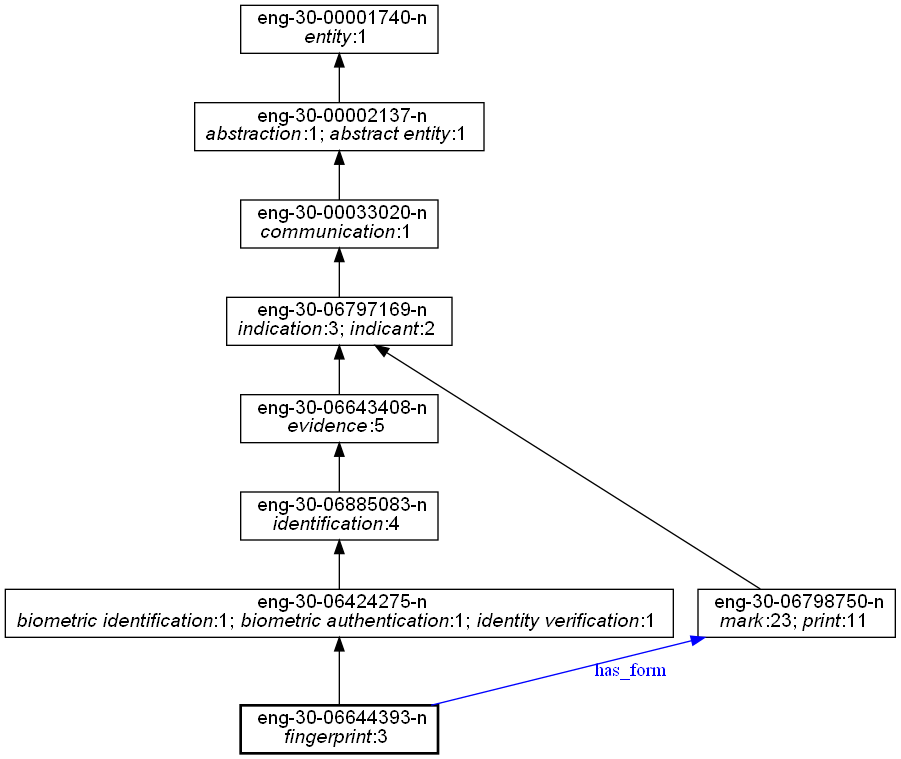 eng-30-00001740-n
entity:1
eng-30-00002137-n
abstraction:1; abstract entity:1
eng-30-00033020-n
communication:1
eng-30-06797169-n
indication:3; indicant:2
eng-30-06643408-n
evidence:5
eng-30-06885083-n
identification:4
eng-30-06424275-n
biometric identification:1; biometric authentication:1; identity verification:1
eng-30-06798750-n
mark:23; print:11
has_form
eng-30-06644393-n
fingerprint:3